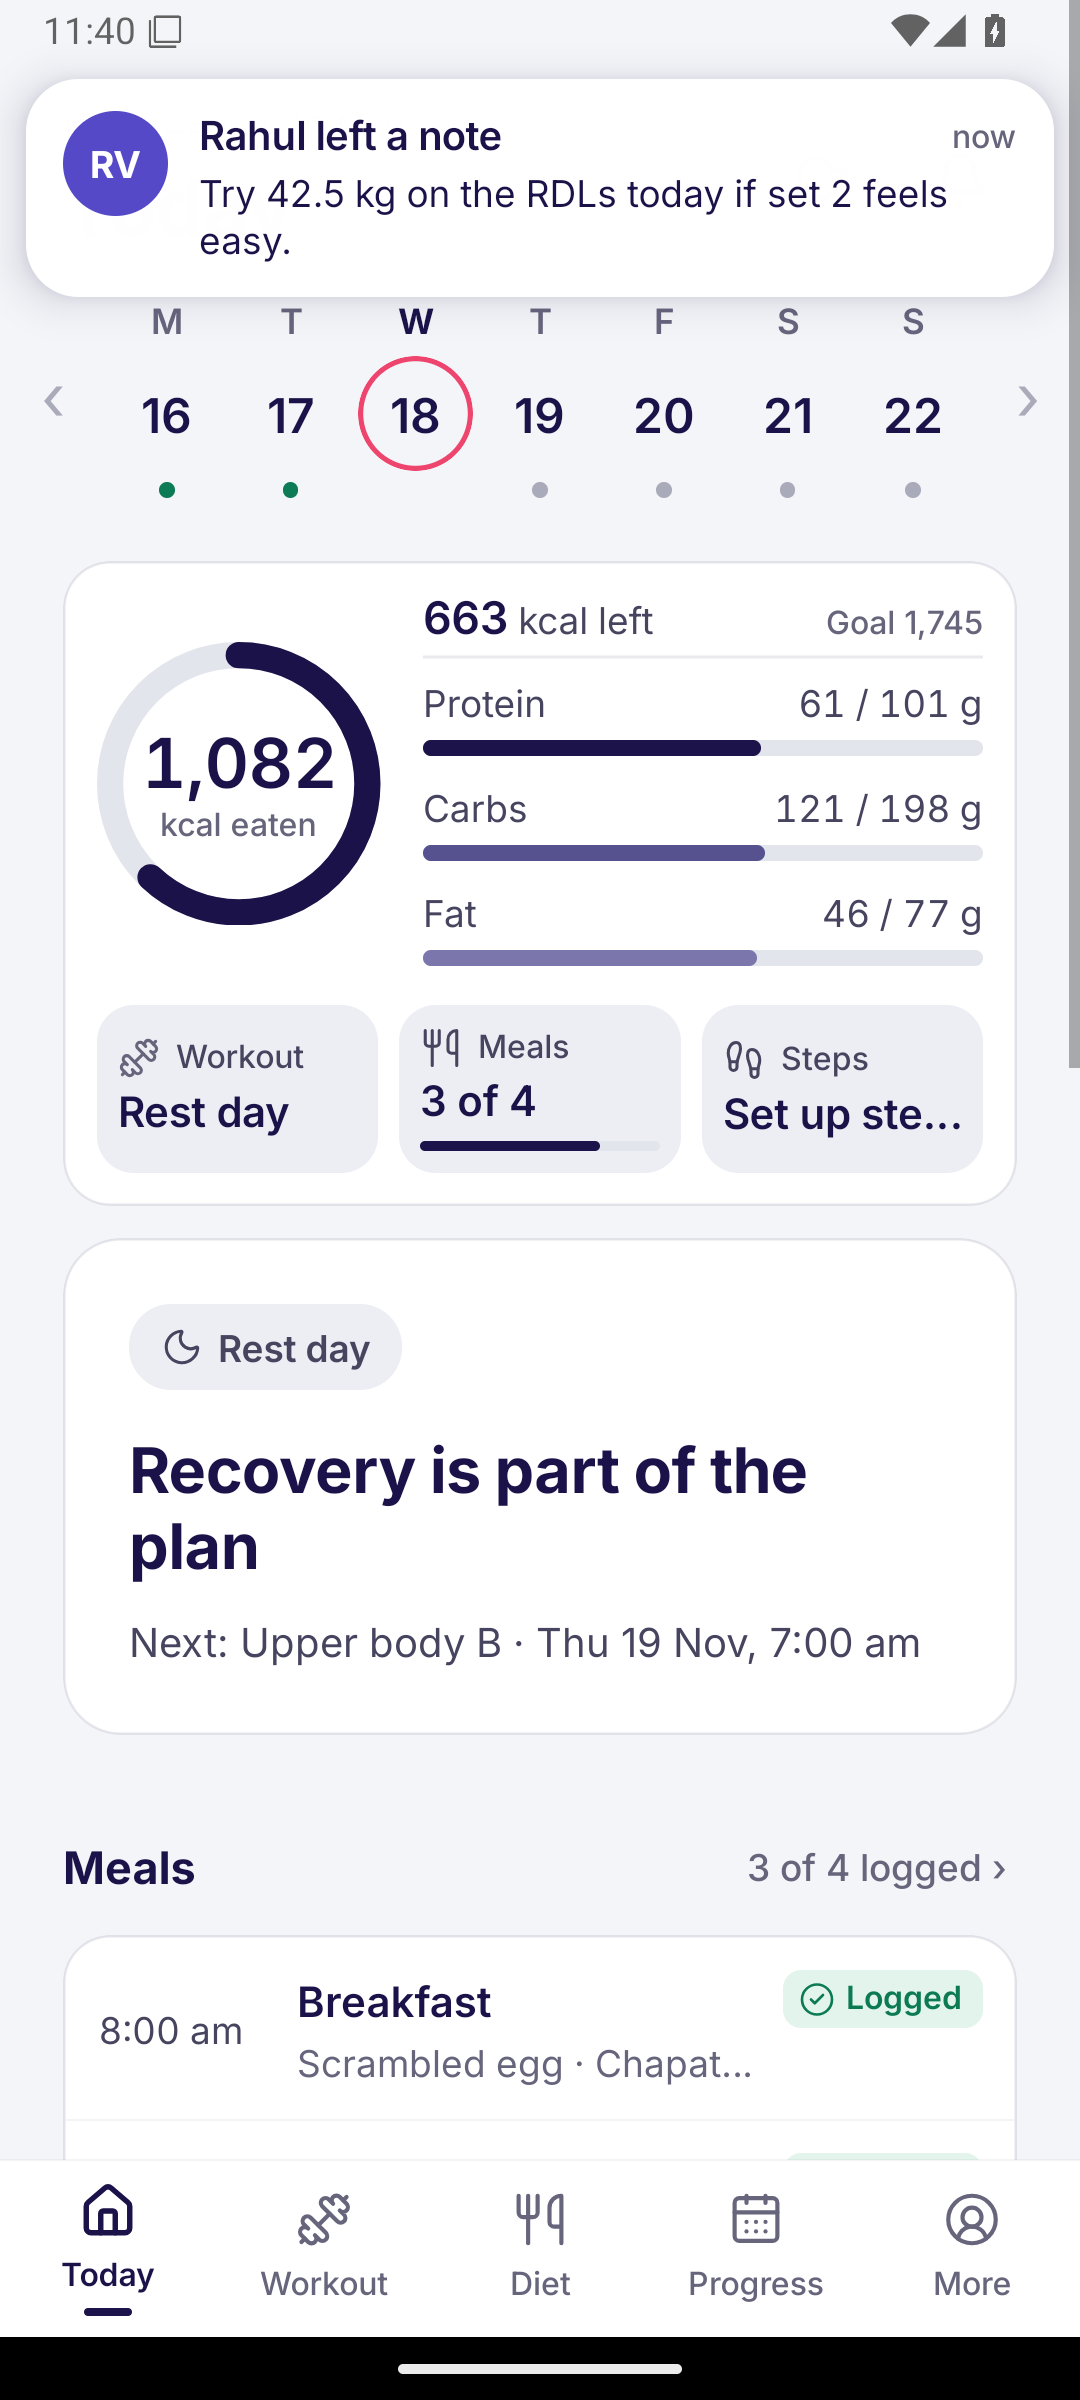 11:40
RV
Rahul left a note
now
Try 42.5 kg on the RDLs today if set 2 feels
easy.
M T W T F S S
‹ 16 17 18 19 20 21 22 ›
663 kcal left
Goal 1,745
1,082
kcal eaten
Protein 61 / 101 g
Carbs 121 / 198 g
Fat 46 / 77 g
Workout
Rest day
Meals
3 of 4
Steps
Set up ste...
Rest day
Recovery is part of the
plan
Next: Upper body B · Thu 19 Nov, 7:00 am
Meals
3 of 4 logged ›
8:00 am
Breakfast
Logged
Scrambled egg · Chapat...
Today Workout Diet Progress More